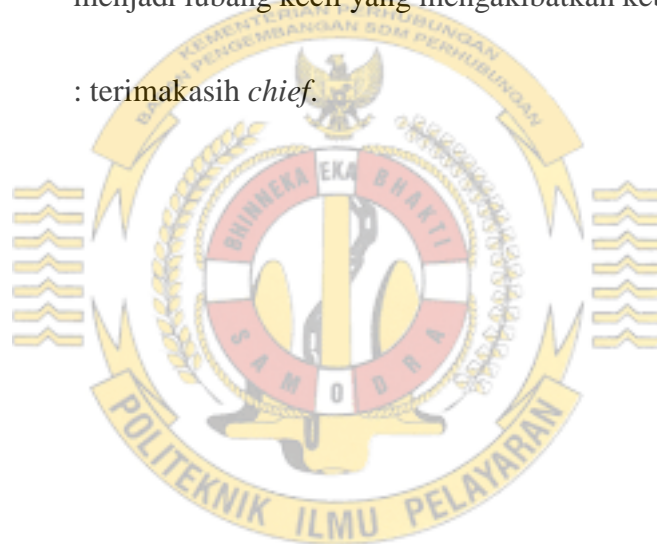 menjadi lubang kecil yang mengakibatkan
: terimakasih chief.
KEMENTERIAN PERHUBUNGAN
BADAN PENGEMBANGAN SDM PERHUBUNGAN
BHINNEKA EKA BHAKTI
SAMODRA
POLITEKNIK ILMU PELAYARAN